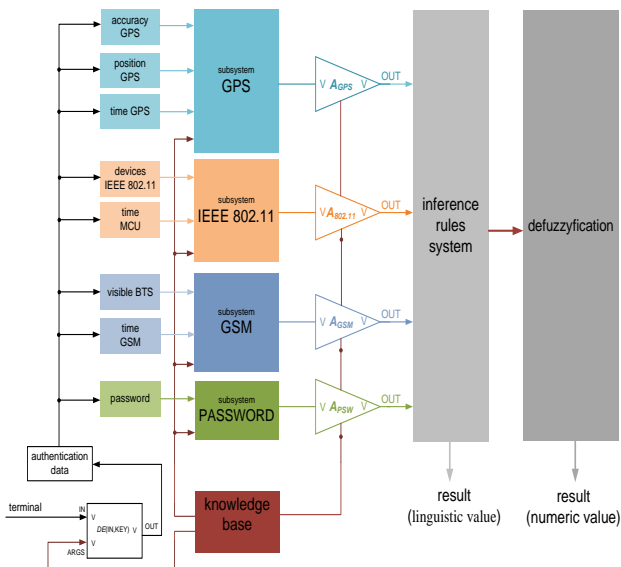 accuracy
GPS
position
GPS
time GPS
subsystem
GPS
V A_GPS V
OUT
devices
IEEE 802.11
time
MCU
subsystem
IEEE 802.11
V A_802.11 V
OUT
visible BTS
time
GSM
subsystem
GSM
V A_GSM V
OUT
password
subsystem
PASSWORD
V A_PSW V
OUT
inference
rules
system
defuzzyfication
authentication
data
terminal
IN
V
DE(IN,KEY) V
OUT
V
ARGS
knowledge
base
result
(linguistic value)
result
(numeric value)